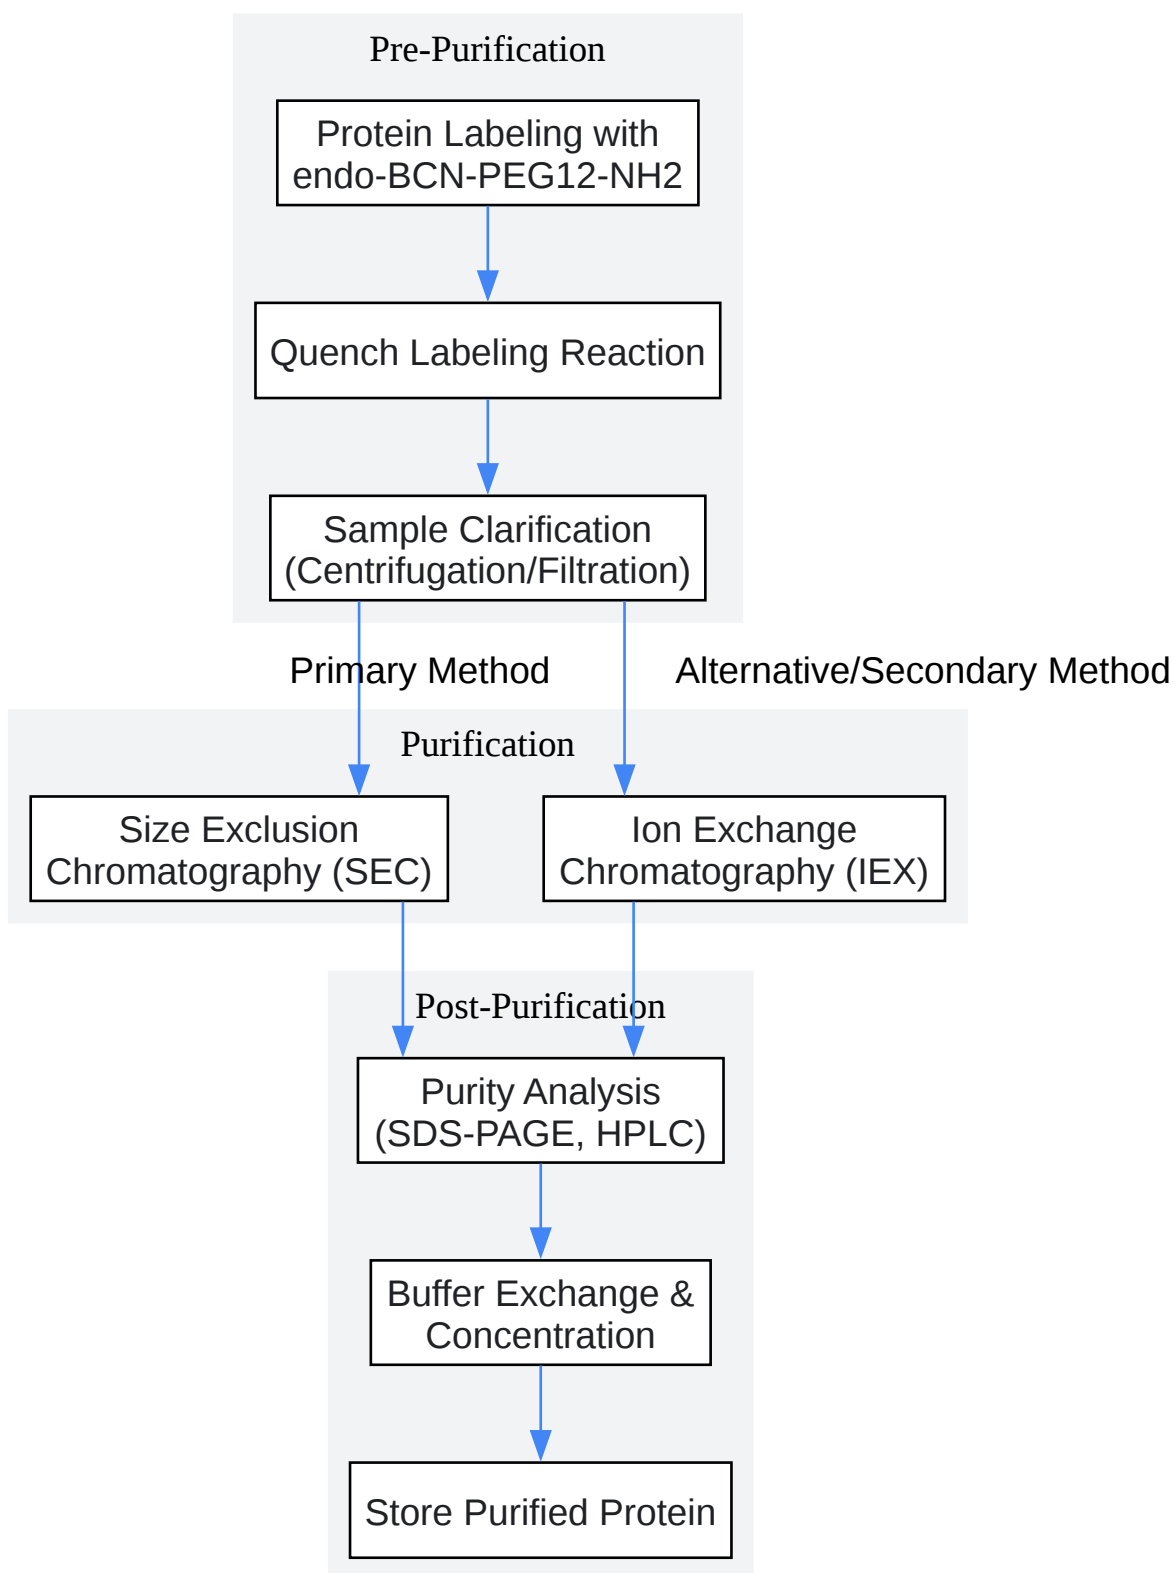 Pre-Purification
Protein Labeling with
endo-BCN-PEG12-NH2
Quench Labeling Reaction
Sample Clarification
(Centrifugation/Filtration)
Primary Method
Alternative/Secondary Method
Purification
Size Exclusion
Chromatography (SEC)
Ion Exchange
Chromatography (IEX)
Post-Purification
Purity Analysis
(SDS-PAGE, HPLC)
Buffer Exchange &
Concentration
Store Purified Protein